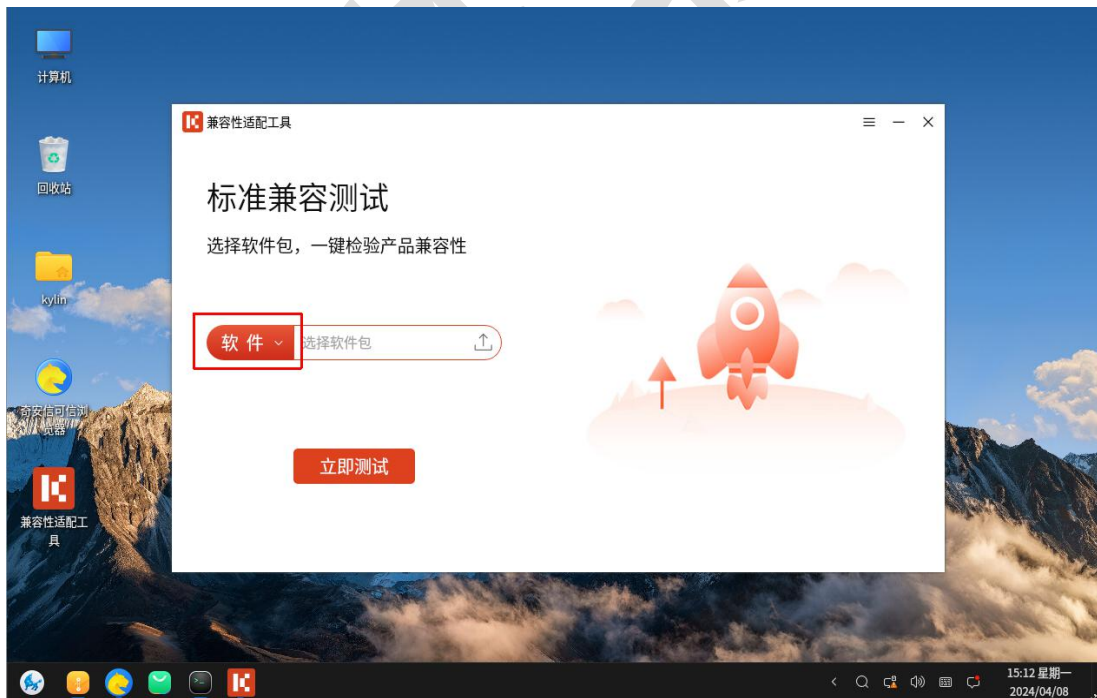 计算机
回收站
kylin
奇安信可信浏
览器
兼容性适配工
具
兼容性适配工具
标准兼容测试
选择软件包，一键检验产品兼容性
软件
选择软件包
立即测试
15:12 星期一
2024/04/08